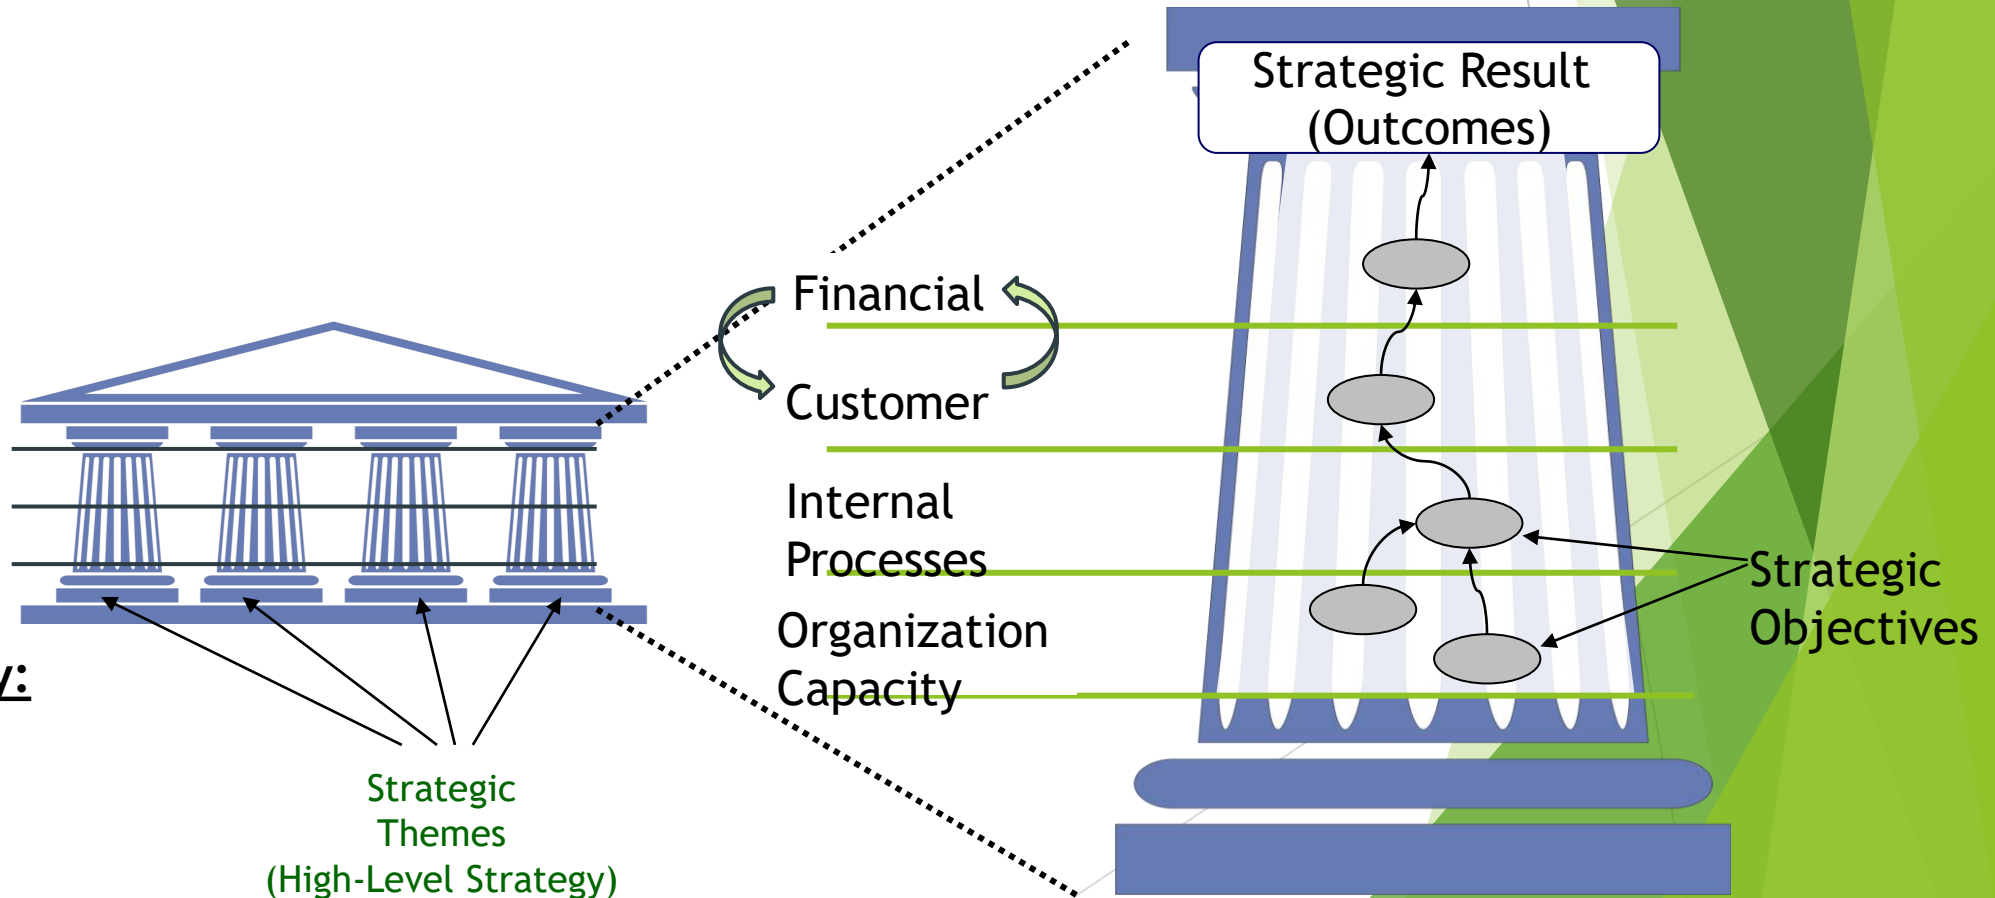 Strategic Result
(Outcomes)
Financial
Customer
Internal
Processes
Organization
Capacity
Strategic
Objectives
y:
Strategic
Themes
(High-Level Strategy)